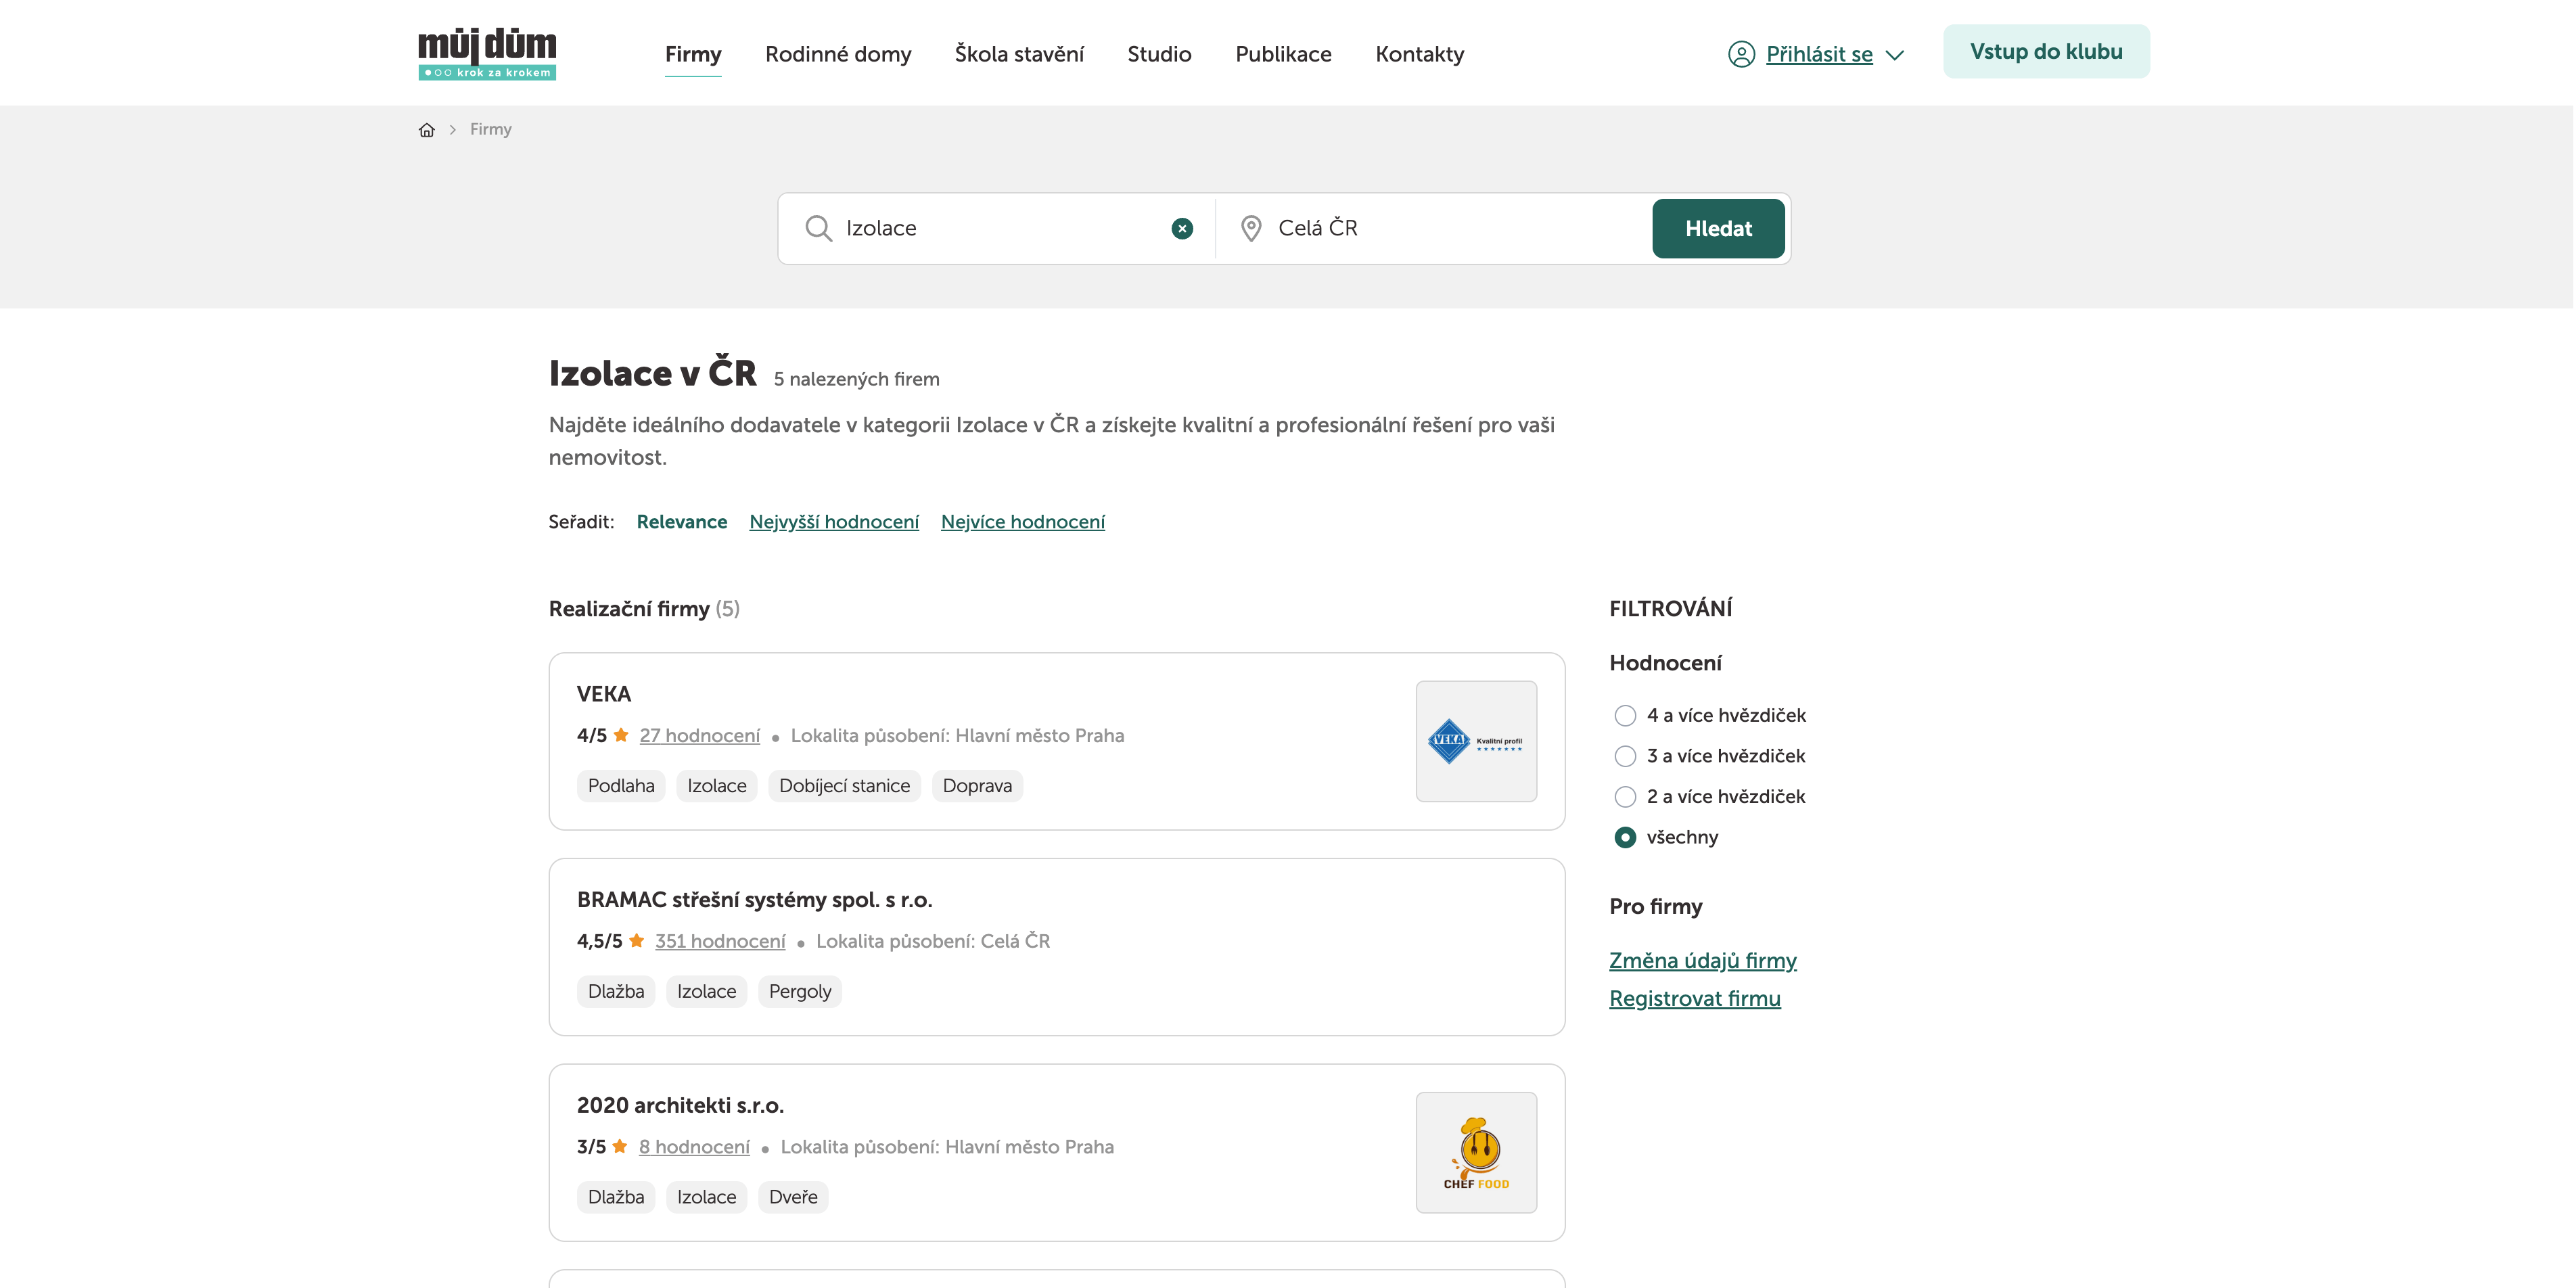 můj dům
krok za krokem
Firmy
Rodinné domy
Škola stavění
Studio
Publikace
Kontakty
Přihlásit se
Vstup do klubu
Firmy
Izolace
Celá ČR
Hledat
Izolace v ČR 5 nalezených firem
Najděte ideálního dodavatele v kategorii Izolace v ČR a získejte kvalitní a profesionální řešení pro vaši
nemovitost.
Seřadit: Relevance Nejvyšší hodnocení Nejvíce hodnocení
Realizační firmy (5)
VEKA
4/5 27 hodnocení • Lokalita působení: Hlavní město Praha
Podlaha Izolace Dobíjecí stanice Doprava
VEKA Kvalitní profil
BRAMAC střešní systémy spol. s r.o.
4,5/5 351 hodnocení • Lokalita působení: Celá ČR
Dlažba Izolace Pergoly
2020 architekti s.r.o.
3/5 8 hodnocení • Lokalita působení: Hlavní město Praha
Dlažba Izolace Dveře
CHEF FOOD
FILTROVÁNÍ
Hodnocení
4 a více hvězdiček
3 a více hvězdiček
2 a více hvězdiček
všechny
Pro firmy
Změna údajů firmy
Registrovat firmu